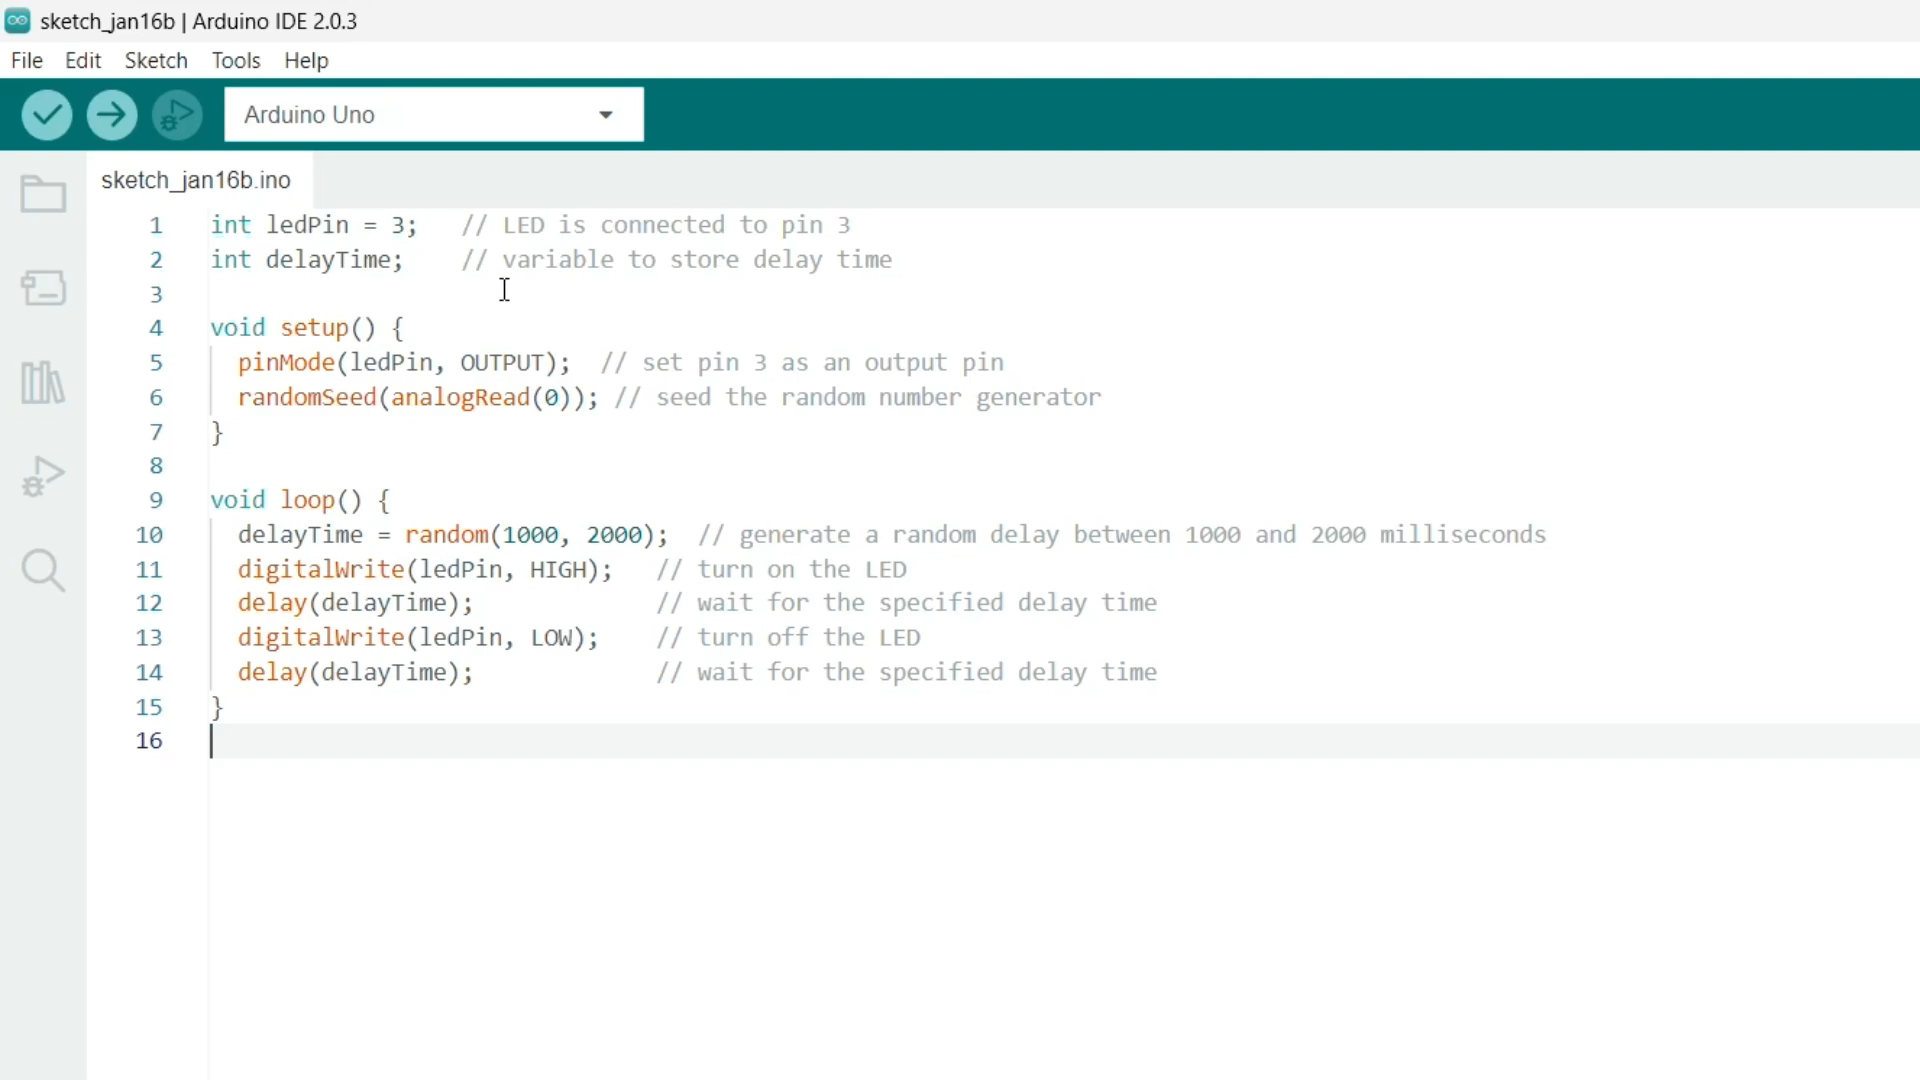 sketch_jan16b | Arduino IDE 2.0.3
File Edit Sketch Tools Help
Arduino Uno
sketch_jan16b.ino
1 int ledPin = 3;   // LED is connected to pin 3
2 int delayTime;    // variable to store delay time
3
4 void setup() {
5   pinMode(ledPin, OUTPUT);  // set pin 3 as an output pin
6   randomSeed(analogRead(0)); // seed the random number generator
7 }
8
9 void loop() {
10   delayTime = random(1000, 2000);  // generate a random delay between 1000 and 2000 milliseconds
11   digitalWrite(ledPin, HIGH);   // turn on the LED
12   delay(delayTime);             // wait for the specified delay time
13   digitalWrite(ledPin, LOW);    // turn off the LED
14   delay(delayTime);             // wait for the specified delay time
15 }
16